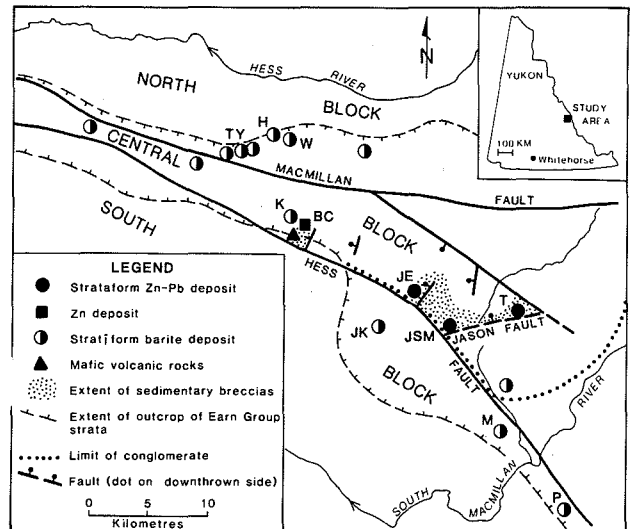 NORTH
BLOCK
HESS
RIVER
N
YUKON
STUDY
AREA
100 KM
Whitehorse
TY
H
W
CENTRAL
MACMILLAN
FAULT
SOUTH
K
BC
BLOCK
HESS
JE
T
JK
JSM
JASON FAULT
FAULT
BLOCK
M
RIVER
SOUTH
MACMILLAN
P
LEGEND
Strataform Zn-Pb deposit
Zn deposit
Stratiform barite deposit
Mafic volcanic rocks
Extent of sedimentary breccias
Extent of outcrop of Earn Group
strata
Limit of conglomerate
Fault (dot on downthrown side)
0 5 10
Kilometres